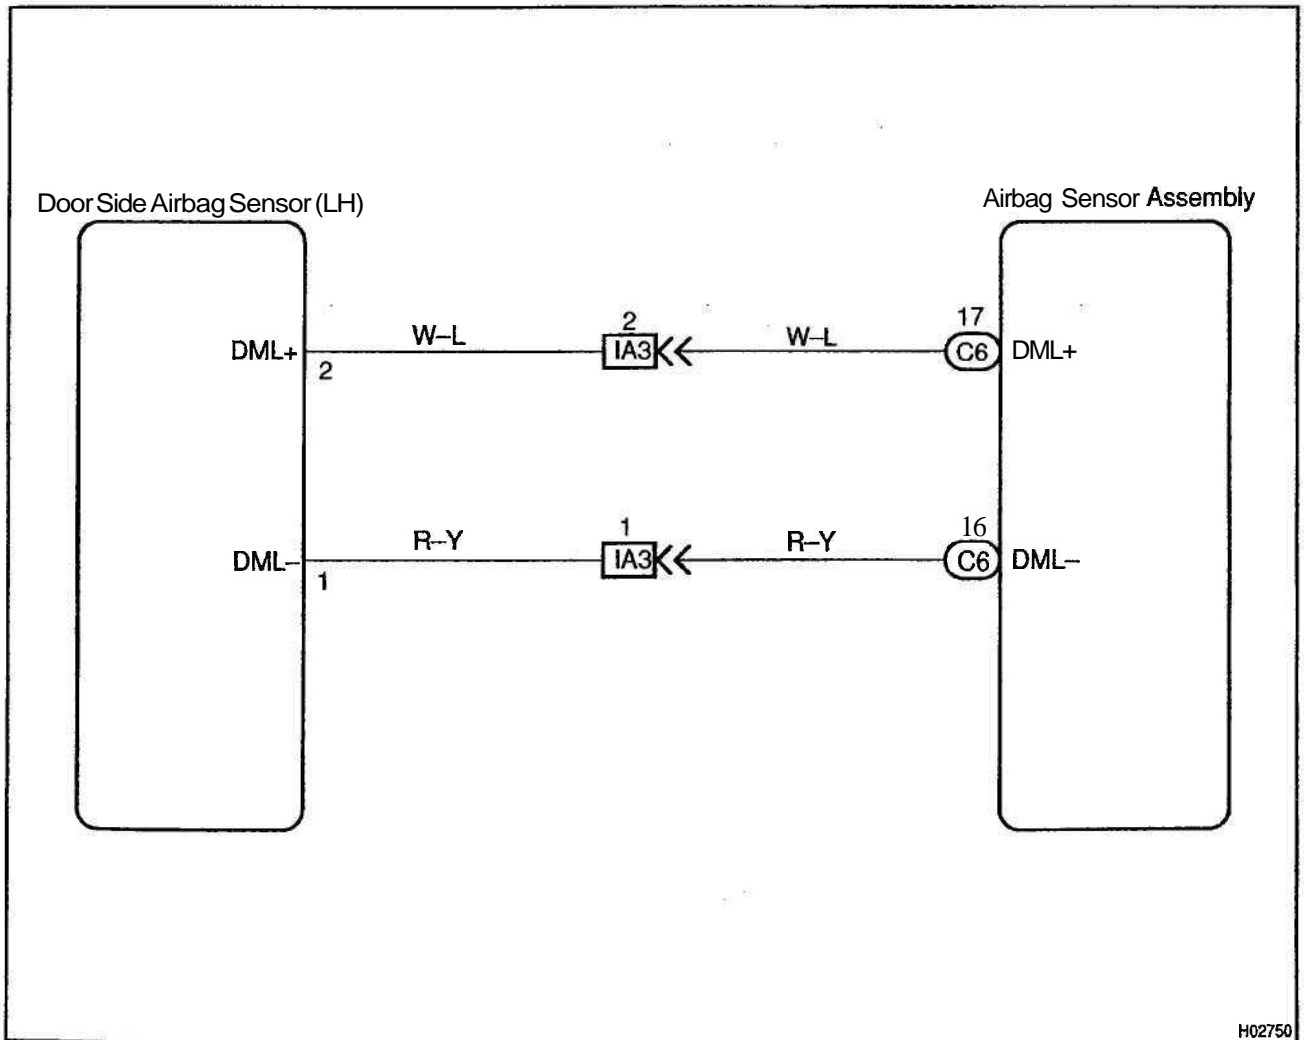 Door Side Airbag Sensor (LH)
Airbag Sensor Assembly
DML+
2
W–L
2
IA3
W–L
17
C6
DML+
DML–
1
R–Y
1
IA3
R–Y
16
C6
DML–
H02750